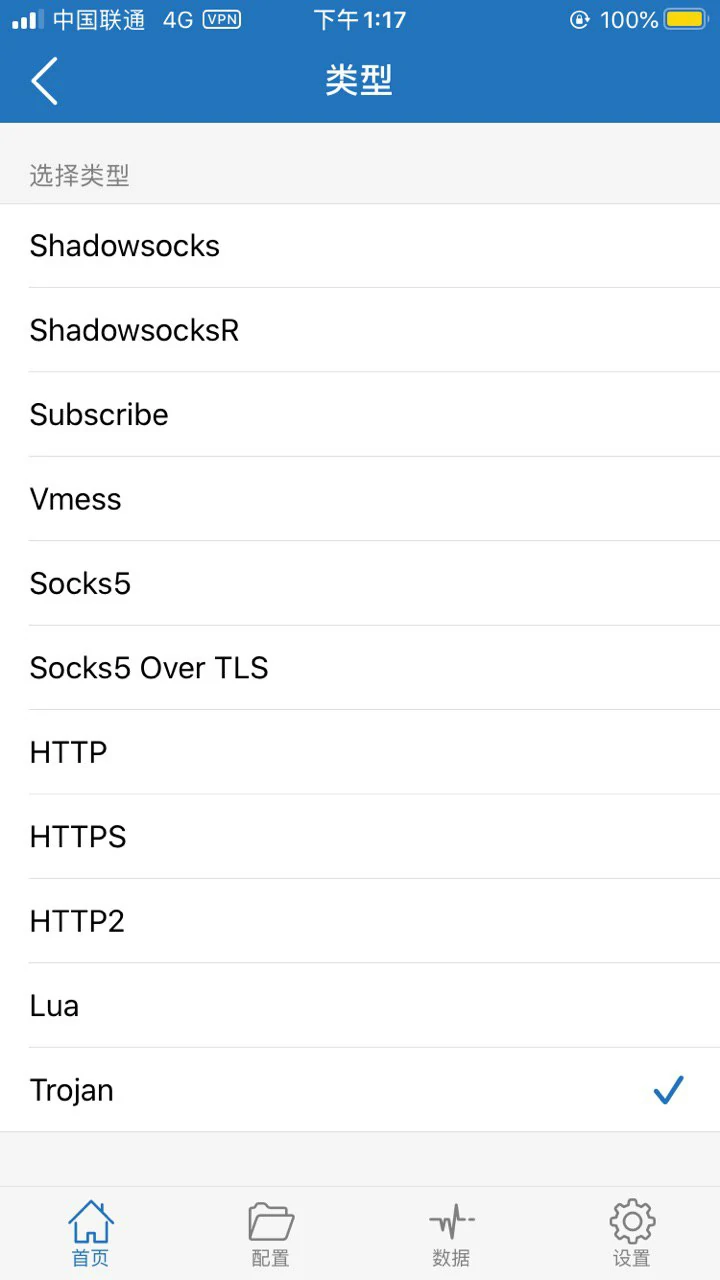 中国联通 4G VPN 下午1:17 100%
类型
选择类型
Shadowsocks
ShadowsocksR
Subscribe
Vmess
Socks5
Socks5 Over TLS
HTTP
HTTPS
HTTP2
Lua
Trojan
首页 配置 数据 设置